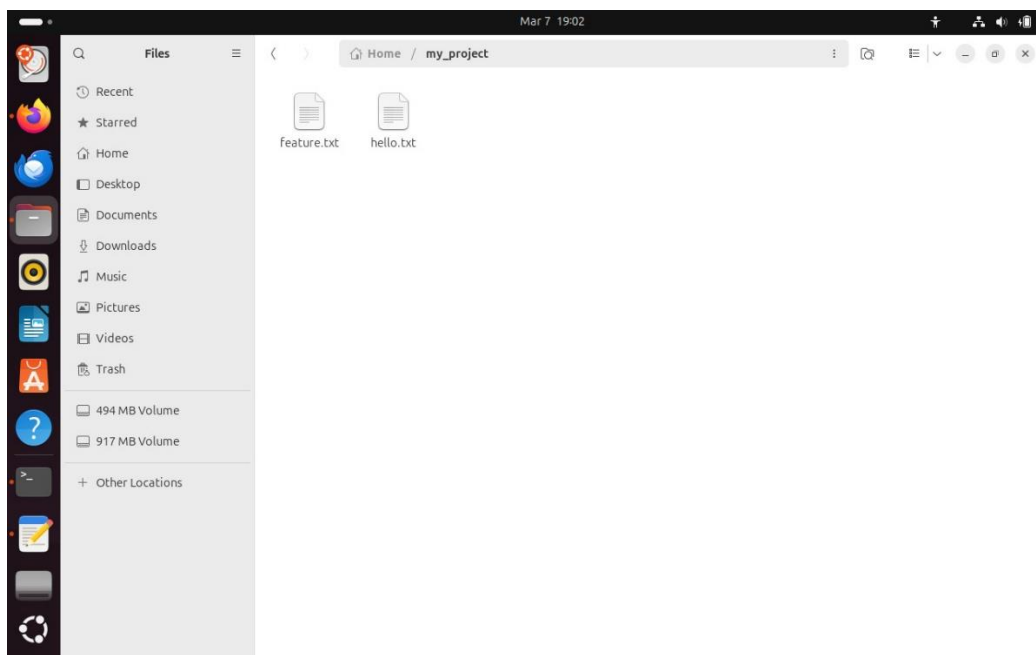 Mar 7 19:02
Files
Home / my_project
Recent
Starred
Home
Desktop
Documents
Downloads
Music
Pictures
Videos
Trash
494 MB Volume
917 MB Volume
+ Other Locations
feature.txt
hello.txt